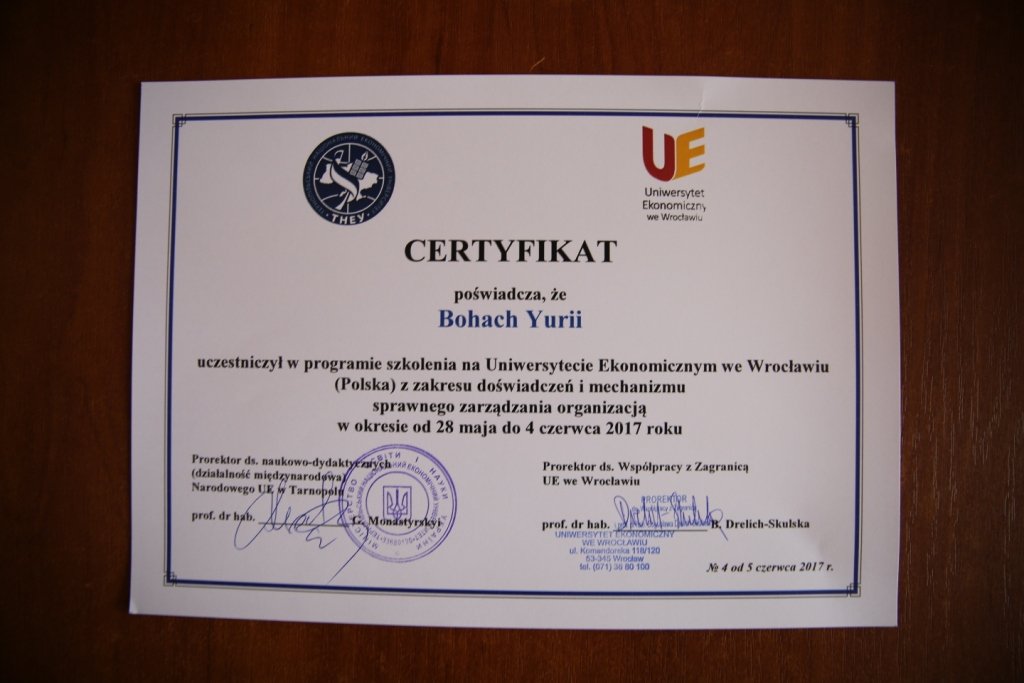 ТНЕУ
UE
Uniwersytet
Ekonomiczny
we Wrocławiu
CERTYFIKAT
poświadcza, że
Bohach Yurii
uczestniczył w programie szkolenia na Uniwersytecie Ekonomicznym we Wrocławiu
(Polska) z zakresu doświadczeń i mechanizmu
sprawnego zarządzania organizacją
w okresie od 28 maja do 4 czerwca 2017 roku
Prorektor ds. naukowo-dydaktycznych
(działalność międzynarodowa)
Narodowego UE w Tarnopolu
prof. dr hab. G. Monastyrskyi
Prorektor ds. Współpracy z Zagranicą
UE we Wrocławiu
PROREKTOR
prof. dr hab. B. Drelich-Skulska
UNIWERSYTET EKONOMICZNY
WE WROCŁAWIU
ul. Komandorska 118/120
53-345 Wrocław
tel. (071) 36 80 100
№ 4 od 5 czerwca 2017 r.